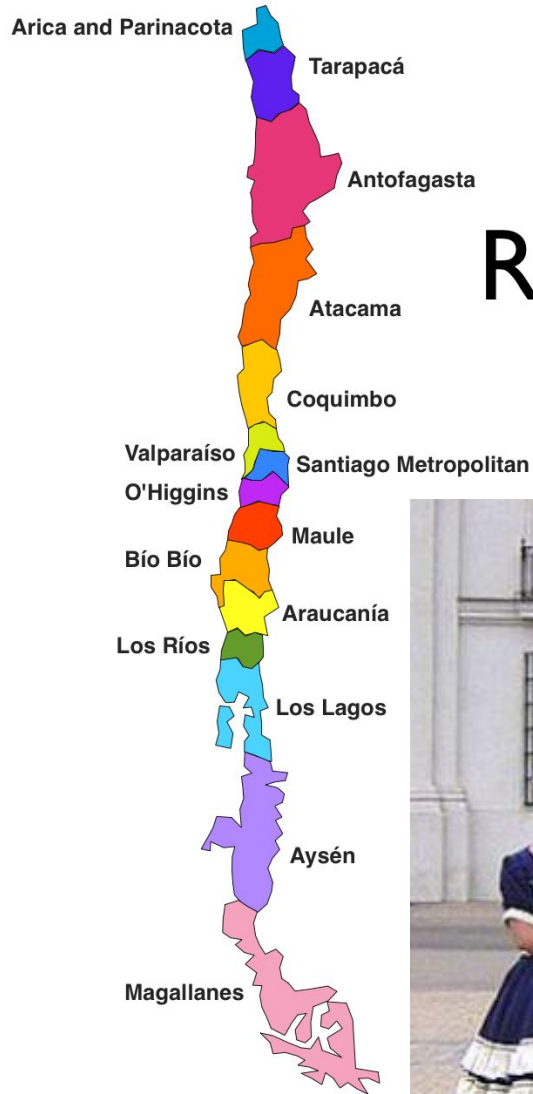 Arica and Parinacota
Tarapacá
Antofagasta
R
Atacama
Coquimbo
Valparaíso
Santiago Metropolitan
O'Higgins
Maule
Bío Bío
Araucanía
Los Ríos
Los Lagos
Aysén
Magallanes